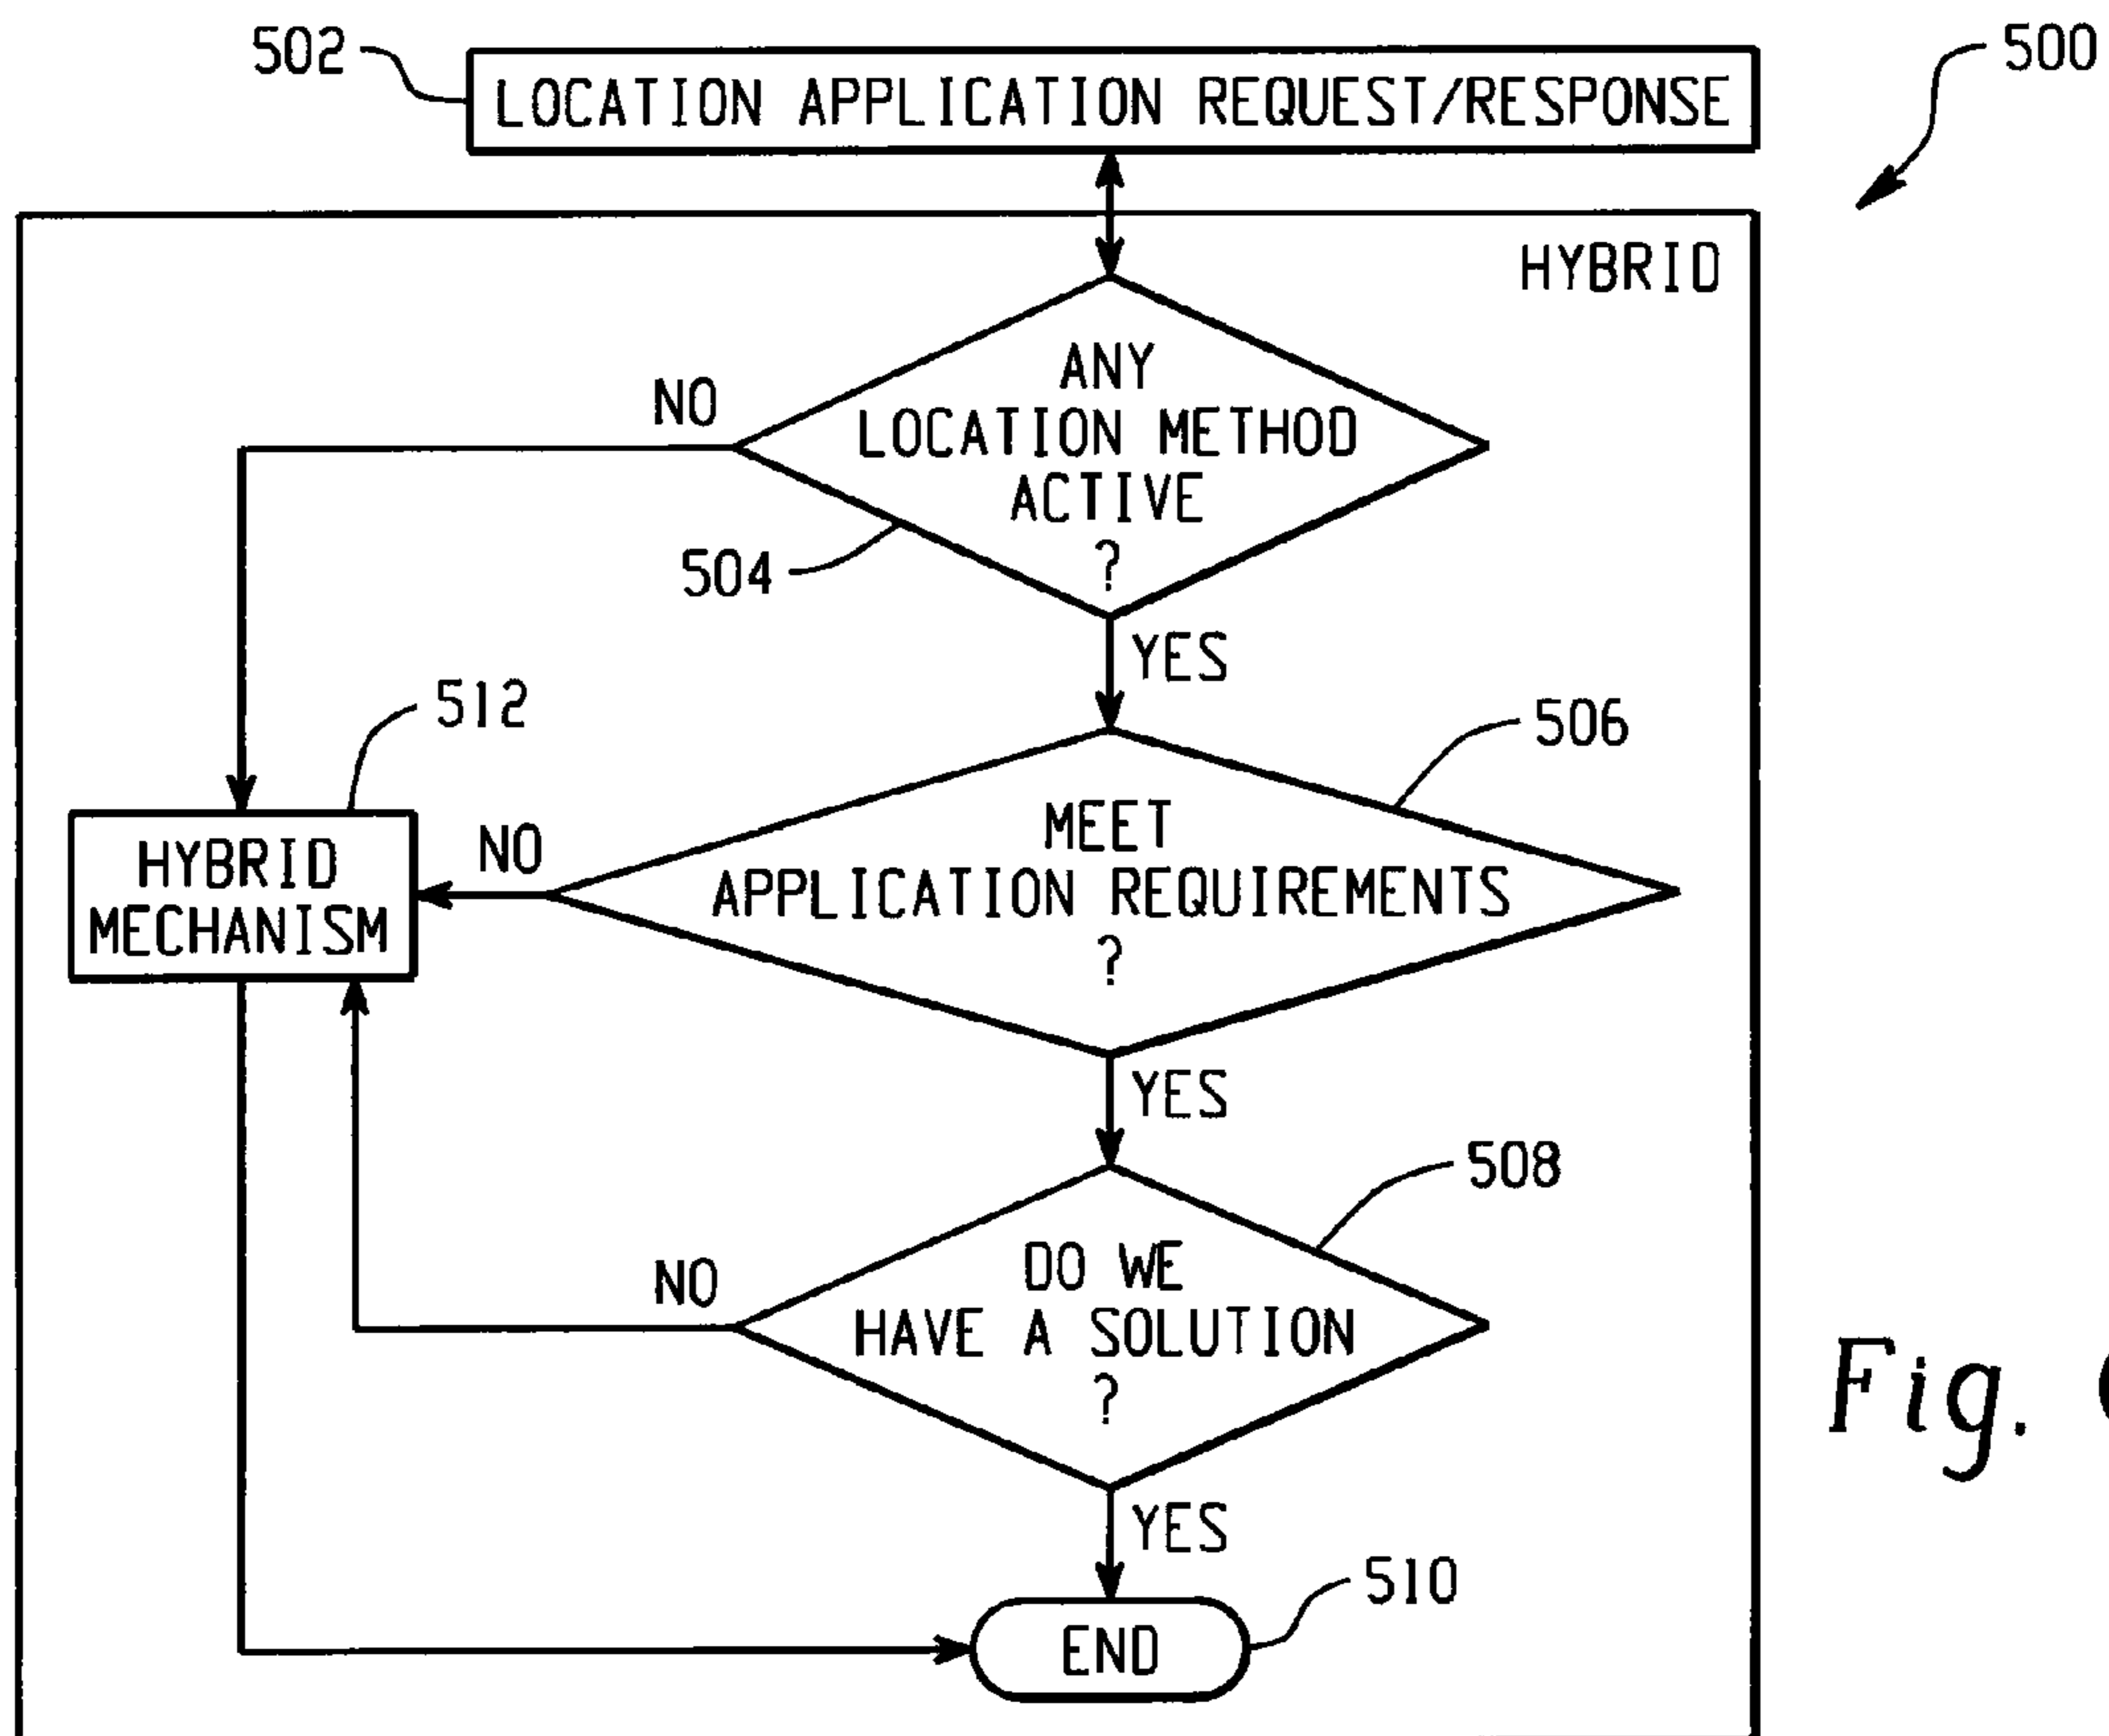 502
LOCATION APPLICATION REQUEST/RESPONSE
500
HYBRID
ANY
LOCATION METHOD
ACTIVE
?
NO
504
YES
512
506
HYBRID
MECHANISM
NO
MEET
APPLICATION REQUIREMENTS
?
YES
508
DO WE
HAVE A SOLUTION
?
NO
Fig.
YES
510
END